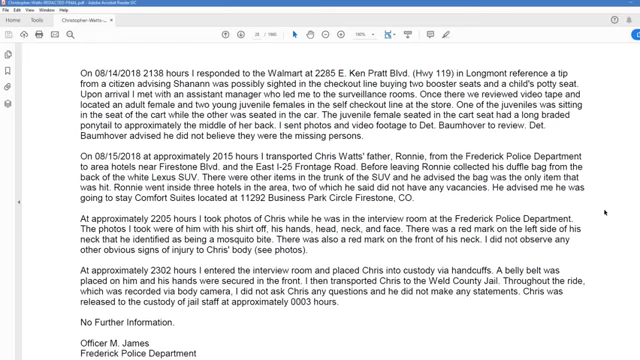 Christopher-Watts-REDACTED-FINAL.pdf - Adobe Acrobat Reader DC
File Edit View Window Help
Home Tools Christopher-Watts-... ×
On 08/14/2018 2138 hours I responded to the Walmart at 2285 E. Ken Pratt Blvd. (Hwy 119) in Longmont reference a tip
from a citizen advising Shanann was possibly sighted in the checkout line buying two booster seats and a child's potty seat.
Upon arrival I met with an assistant manager who led me to the surveillance rooms. Once there we reviewed video tape and
located an adult female and two young juvenile females in the self checkout line at the store. One of the juveniles was sitting
in the seat of the cart while the other was seated in the cart. The juvenile female seated in the cart seat had a long braided
ponytail to approximately the middle of her back. I sent photos and video footage to Det. Baumhover to review. Det.
Baumhover advised he did not believe they were the missing persons.
On 08/15/2018 at approximately 2015 hours I transported Chris Watts' father, Ronnie, from the Frederick Police Department
to area hotels near Firestone Blvd. and the East I-25 Frontage Road. Before leaving Ronnie collected his duffle bag from the
back of the white Lexus SUV. There were other items in the trunk of the SUV and he advised the bag was the only item that
was hit. Ronnie went inside three hotels in the area, two of which he said did not have any vacancies. He advised me he was
going to stay Comfort Suites located at 11292 Business Park Circle Firestone, CO.
At approximately 2205 hours I took photos of Chris while he was in the interview room at the Frederick Police Department.
The photos I took were of him with his shirt off, his hands, head, neck, and face. There was a red mark on the left side of his
neck that he identified as being a mosquito bite. There was also a red mark on the front of his neck. I did not observe any
other obvious signs of injury to Chris' body (see photos).
At approximately 2302 hours I entered the interview room and placed Chris into custody via handcuffs. A belly belt was
placed on him and his hands were secured in the front. I then transported Chris to the Weld County Jail. Throughout the ride,
which was recorded via body camera, I did not ask Chris any questions and he did not make any statements. Chris was
released to the custody of jail staff at approximately 0003 hours.
No Further Information.
Officer M. James
Frederick Police Department